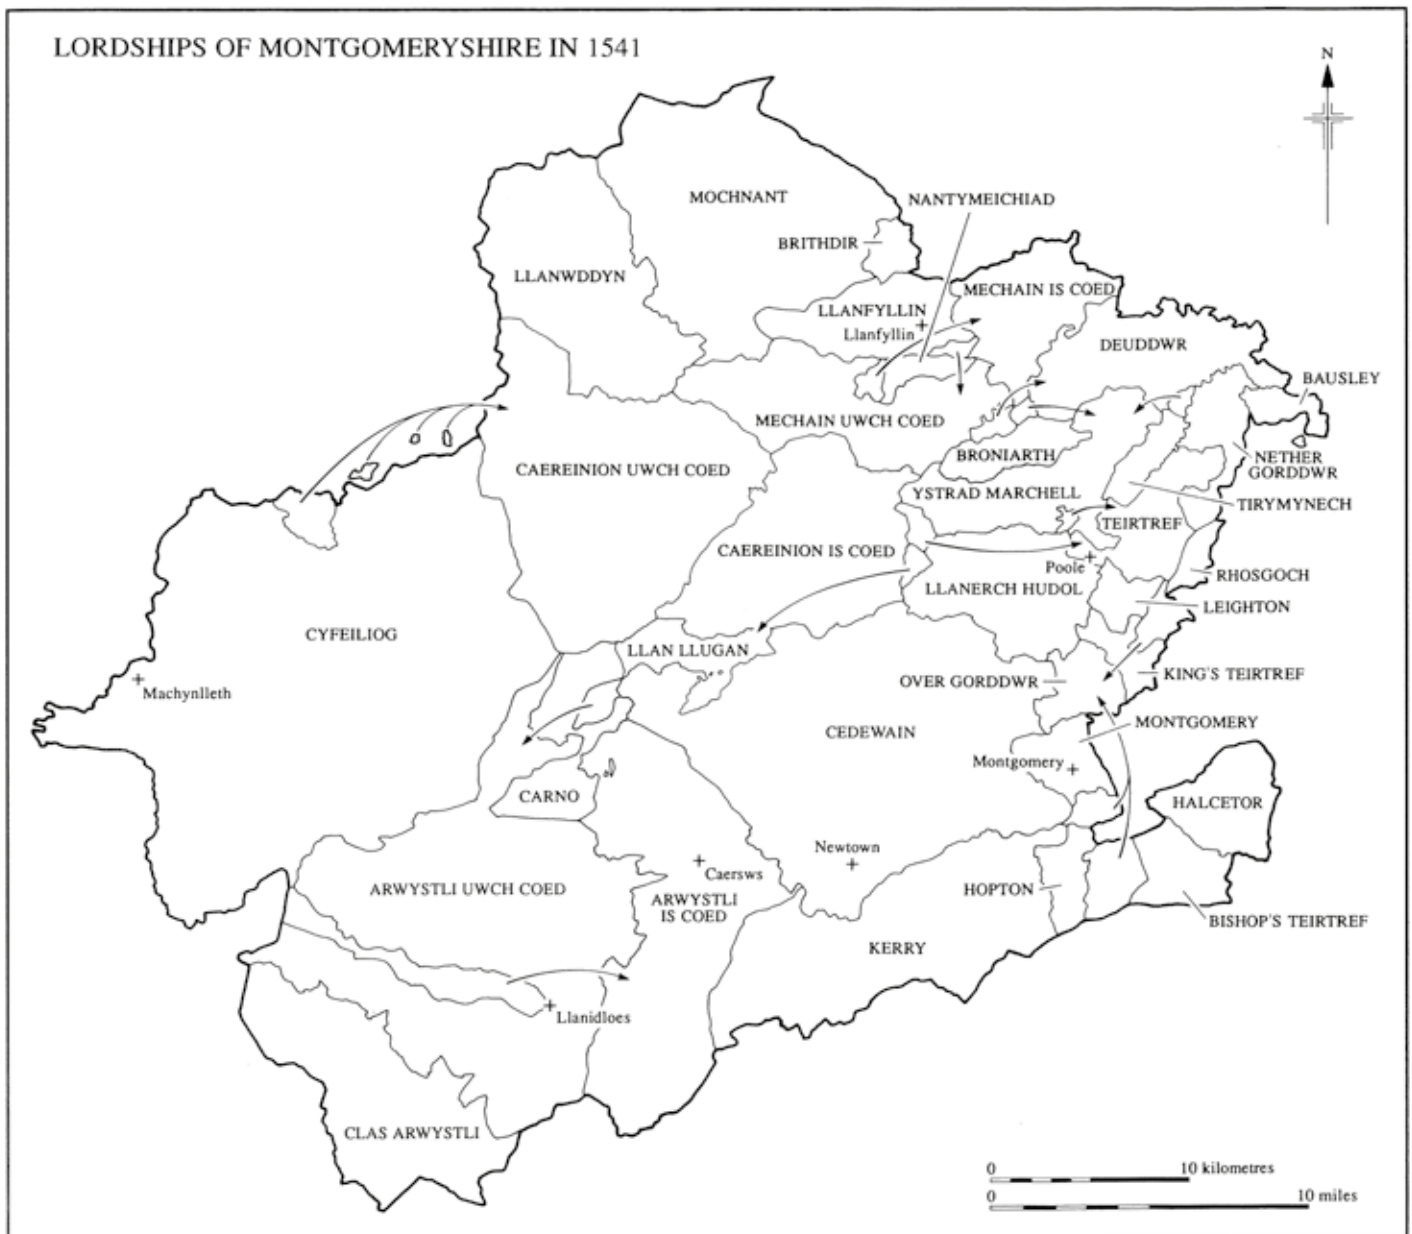 LORDSHIPS OF MONTGOMERYSHIRE IN 1541
N
MOCHNANT
NANTYMEICHIAD
BRITHDIR
LLANWDDYN
MECHAIN IS COED
LLANFYLLIN
Llanfyllin
DEUDDWR
BAUSLEY
MECHAIN UWCH COED
BRONIARTH
NETHER
GORDDWR
CAEREINION UWCH COED
YSTRAD MARCHELL
TIRYMYNECH
TEIRTREF
CAEREINION IS COED
Poole
RHOSGOCH
LLANERCH HUDOL
LEIGHTON
CYFEILIOG
LLAN LLUGAN
KING'S TEIRTREF
OVER GORDDWR
Machynlleth
MONTGOMERY
CEDEWAIN
Montgomery
CARNO
HALCETOR
Newtown
Caersws
ARWYSTLI UWCH COED
HOPTON
ARWYSTLI
IS COED
BISHOP'S TEIRTREF
KERRY
Llanidloes
CLAS ARWYSTLI
0 10 kilometres
0 10 miles